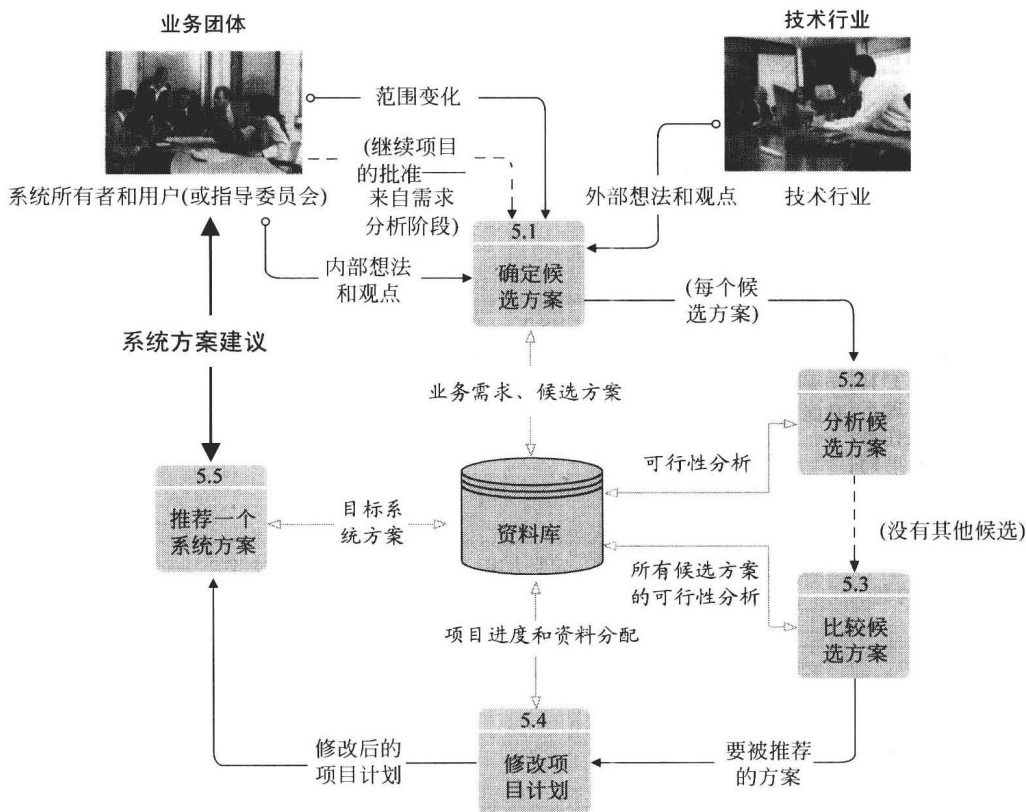 业务团体
技术行业
范围变化
(继续项目
的批准——
来自需求
分析阶段)
系统所有者和用户(或指导委员会)
外部想法和观点
技术行业
5.1
确定候
选方案
内部想法
和观点
(每个候
选方案)
系统方案建议
业务需求、候选方案
5.2
分析候
选方案
可行性分析
5.5
推荐一个
系统方案
目标系
统方案
资料库
(没有其他候选)
所有候选方案
的可行性分析
5.3
比较候
选方案
项目进度和资料分配
5.4
修改项
目计划
修改后的
项目计划
要被推荐
的方案